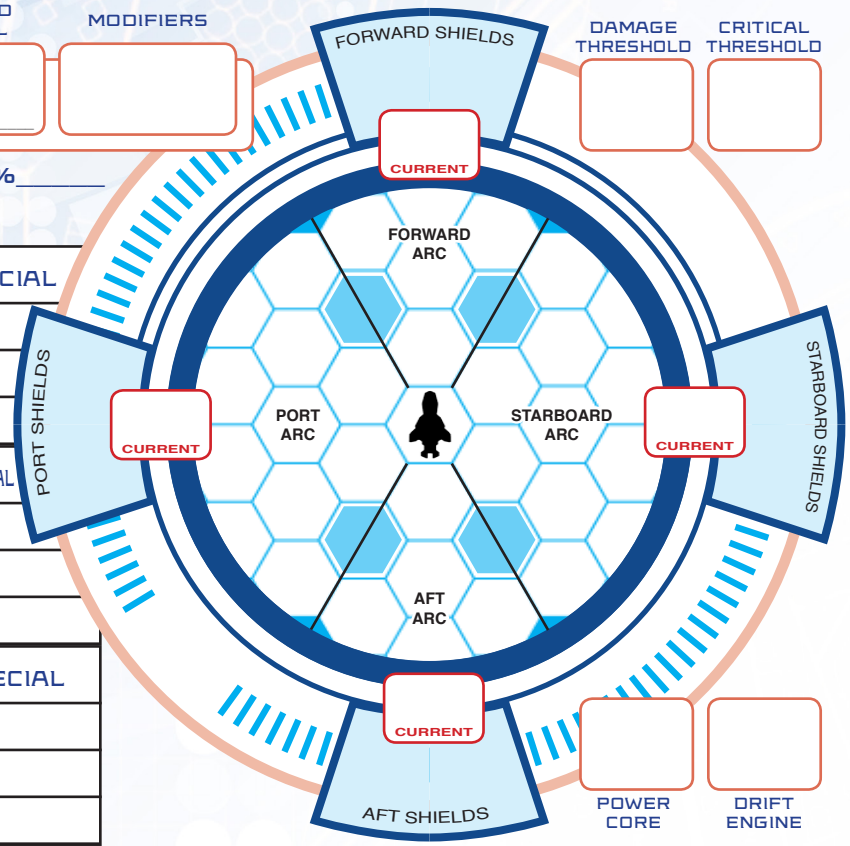 MODIFIERS
FORWARD SHIELDS
DAMAGE
THRESHOLD
CRITICAL
THRESHOLD
CURRENT
%
FORWARD
ARC
PORT SHIELDS
CURRENT
PORT
ARC
STARBOARD
ARC
CURRENT
STARBOARD SHIELDS
AFT
ARC
CURRENT
AFT SHIELDS
POWER
CORE
DRIFT
ENGINE